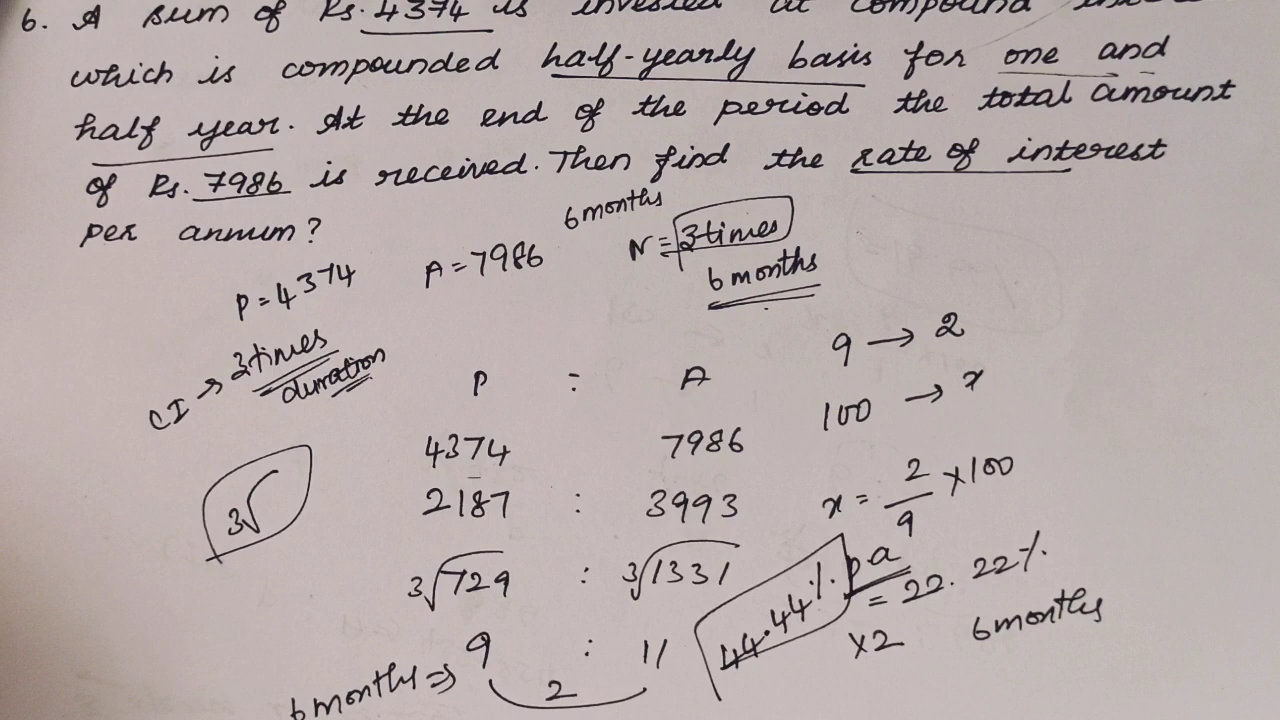 6. A sum of Rs. 4374 is invested at compound
which is compounded half-yearly basis for one and
half year. At the end of the period the total amount
of Rs. 7986 is received. Then find the rate of interest
per annum?
6 months
P = 4374 A = 7986 N = 3 times
6 months
CI → 3 times
duration
P : A
4374 7986
2187 : 3993
3√
3√729 : 3√1331
6 months ⇒ 9 : 11
2
9 → 2
100 → x
x = 2/9 × 100
= 22.22%
×2 6 months
44.44% pa